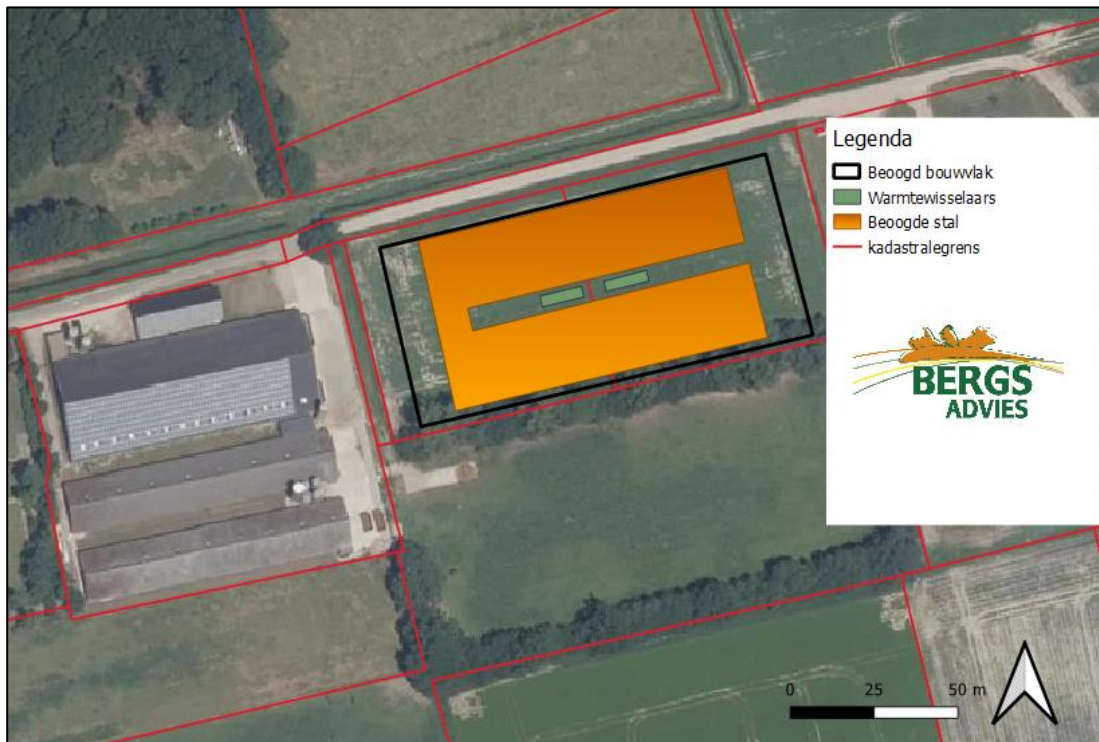 Legenda
Beoogd bouwvlak
Warmtewisselaars
Beoogde stal
kadastralegrens
BERGS
ADVIES
0 25 50 m